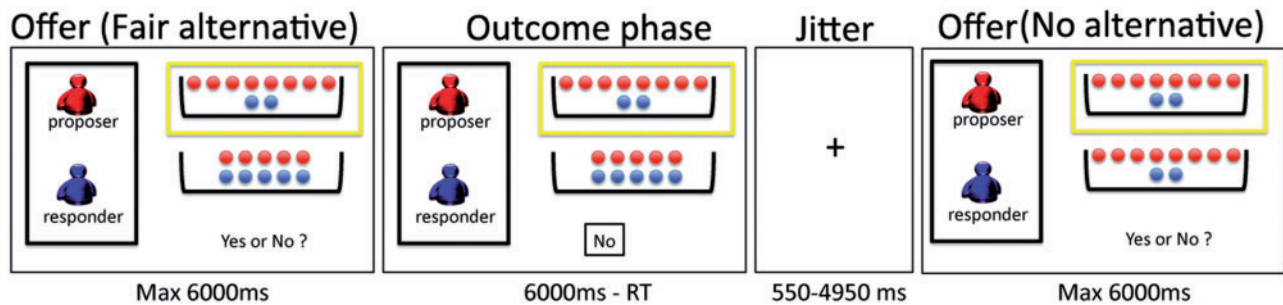 Offer (Fair alternative)
Outcome phase
Jitter
Offer(No alternative)
proposer
responder
Yes or No ?
proposer
responder
No
+
proposer
responder
Yes or No ?
Max 6000ms
6000ms - RT
550-4950 ms
Max 6000ms